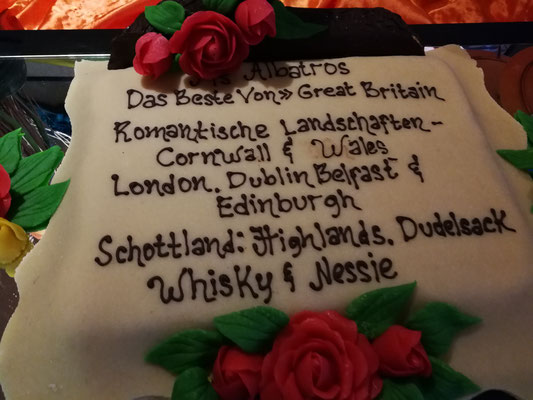 Albatros
Das Beste Von» Great Britain
Romantische Landschaften-
Cornwall & Wales
London. Dublin Belfast &
Edinburgh
Schottland: Highlands. Dudelsack
Whisky & Nessie